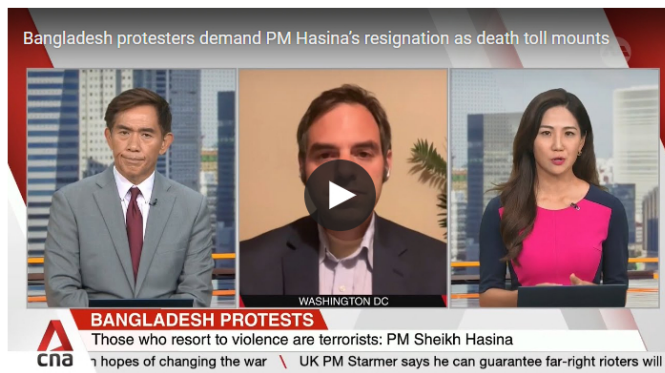 Bangladesh protesters demand PM Hasina's resignation as death toll mounts
WASHINGTON DC
BANGLADESH PROTESTS
Those who resort to violence are terrorists: PM Sheikh Hasina
cna
hopes of changing the war \ UK PM Starmer says he can guarantee far-right rioters will